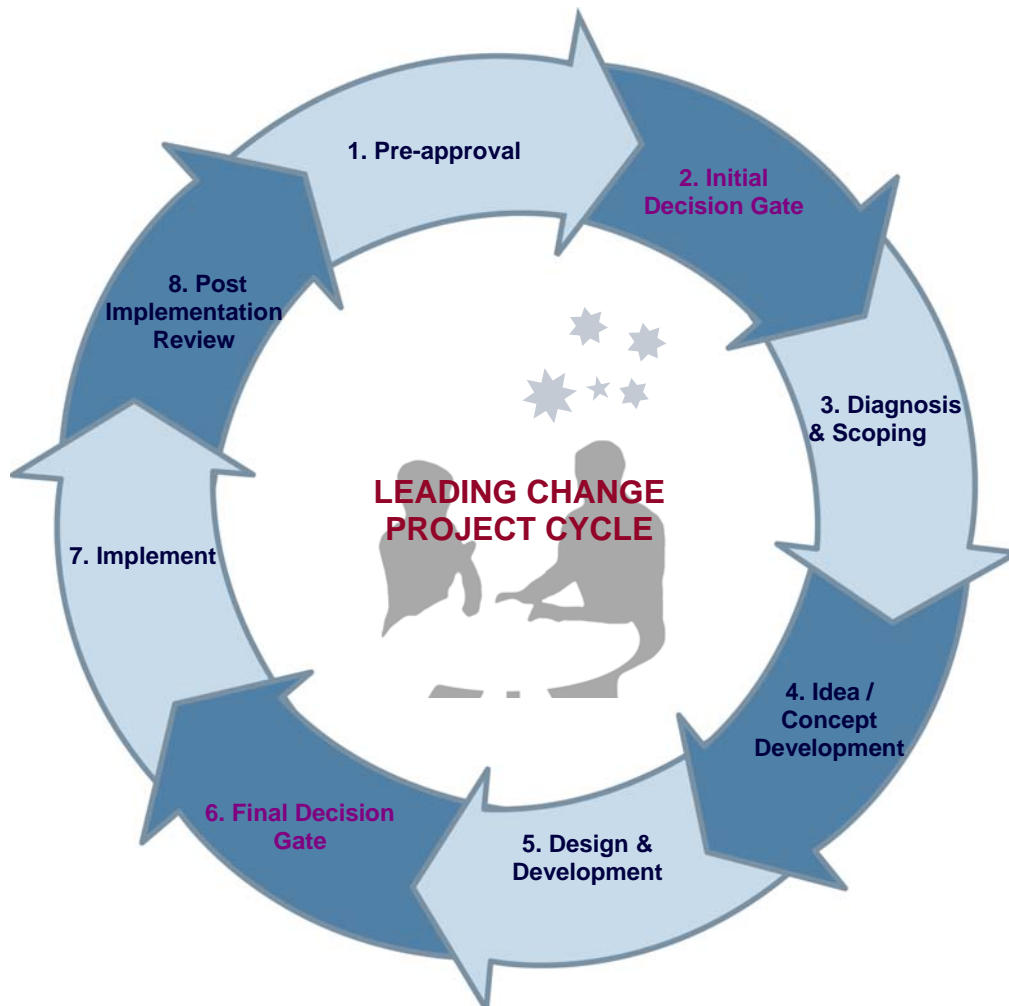 1. Pre-approval
2. Initial
Decision Gate
3. Diagnosis
& Scoping
4. Idea /
Concept
Development
5. Design &
Development
6. Final Decision
Gate
7. Implement
8. Post
Implementation
Review
LEADING CHANGE
PROJECT CYCLE